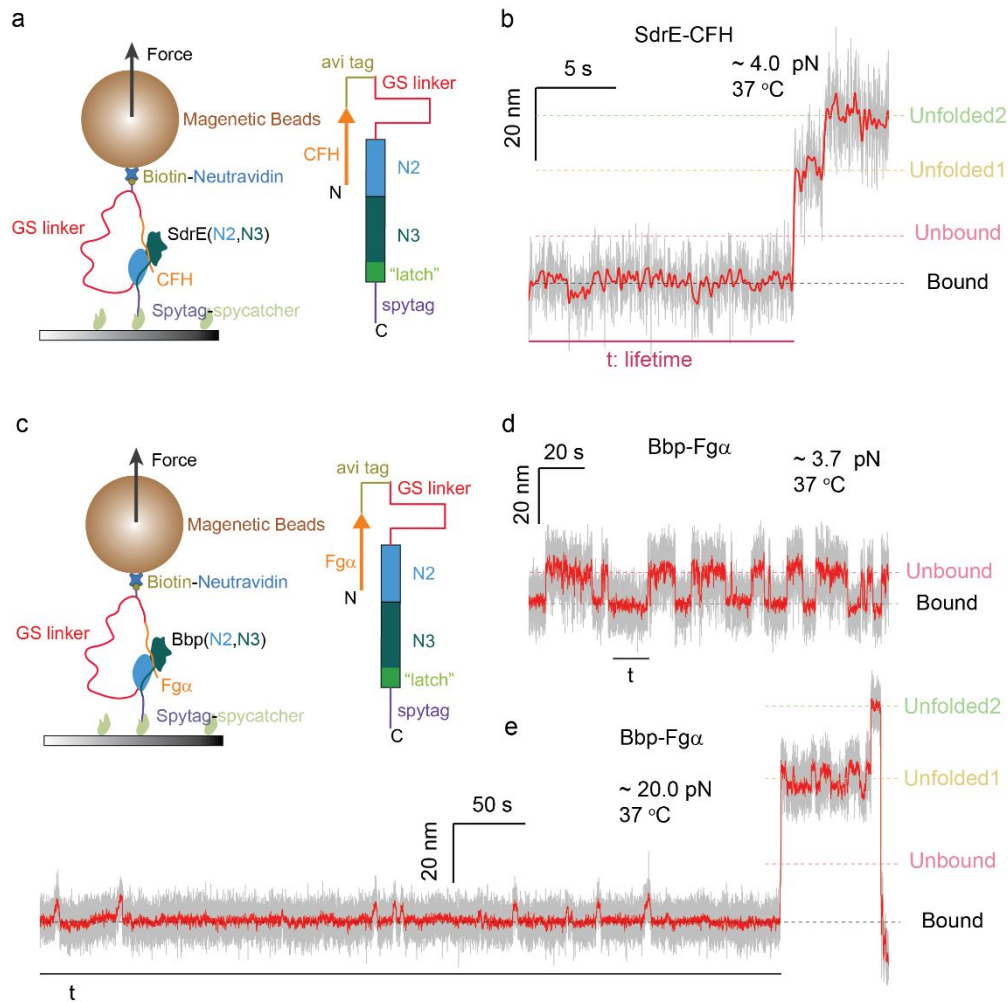 a
Force
Magenetic Beads
Biotin-Neutravidin
GS linker
SdrE(N2,N3)
CFH
Spytag-spycatcher
avi tag
GS linker
CFH
N
N2
N3
"latch"
spytag
C
b
SdrE-CFH
5 s
20 nm
~ 4.0 pN
37 °C
Unfolded2
Unfolded1
Unbound
Bound
t: lifetime
c
Force
Magenetic Beads
Biotin-Neutravidin
GS linker
Bbp(N2,N3)
Fgα
Spytag-spycatcher
avi tag
GS linker
Fgα
N
N2
N3
"latch"
spytag
C
d
Bbp-Fgα
20 s
20 nm
~ 3.7 pN
37 °C
Unbound
Bound
t
e
Bbp-Fgα
~ 20.0 pN
37 °C
50 s
20 nm
Unfolded2
Unfolded1
Unbound
Bound
t